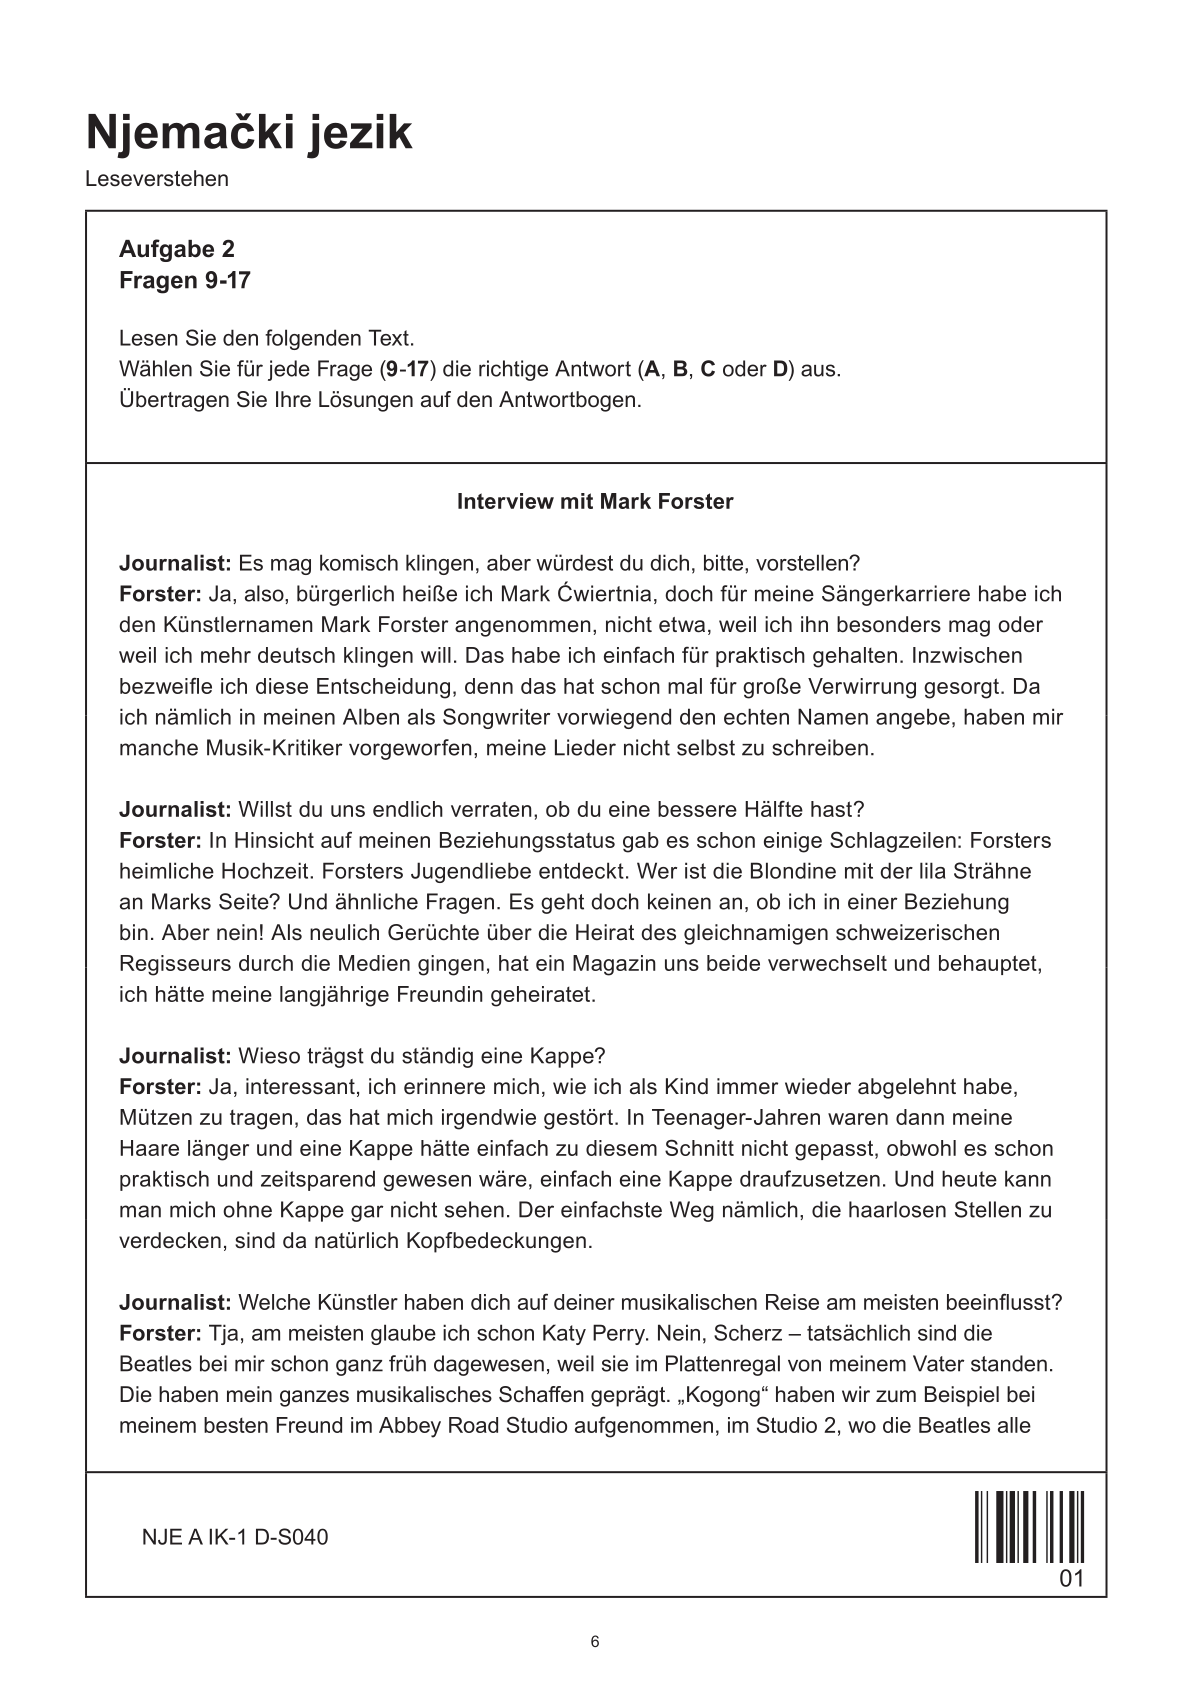 Njemački jezik
Leseverstehen
Aufgabe 2
Fragen 9-17
Lesen Sie den folgenden Text.
Wählen Sie für jede Frage (9-17) die richtige Antwort (A, B, C oder D) aus.
Übertragen Sie Ihre Lösungen auf den Antwortbogen.
Interview mit Mark Forster
Journalist: Es mag komisch klingen, aber würdest du dich, bitte, vorstellen?
Forster: Ja, also, bürgerlich heiße ich Mark Ćwiertnia, doch für meine Sängerkarriere habe ich
den Künstlernamen Mark Forster angenommen, nicht etwa, weil ich ihn besonders mag oder
weil ich mehr deutsch klingen will. Das habe ich einfach für praktisch gehalten. Inzwischen
bezweifle ich diese Entscheidung, denn das hat schon mal für große Verwirrung gesorgt. Da
ich nämlich in meinen Alben als Songwriter vorwiegend den echten Namen angebe, haben mir
manche Musik-Kritiker vorgeworfen, meine Lieder nicht selbst zu schreiben.
Journalist: Willst du uns endlich verraten, ob du eine bessere Hälfte hast?
Forster: In Hinsicht auf meinen Beziehungsstatus gab es schon einige Schlagzeilen: Forsters
heimliche Hochzeit. Forsters Jugendliebe entdeckt. Wer ist die Blondine mit der lila Strähne
an Marks Seite? Und ähnliche Fragen. Es geht doch keinen an, ob ich in einer Beziehung
bin. Aber nein! Als neulich Gerüchte über die Heirat des gleichnamigen schweizerischen
Regisseurs durch die Medien gingen, hat ein Magazin uns beide verwechselt und behauptet,
ich hätte meine langjährige Freundin geheiratet.
Journalist: Wieso trägst du ständig eine Kappe?
Forster: Ja, interessant, ich erinnere mich, wie ich als Kind immer wieder abgelehnt habe,
Mützen zu tragen, das hat mich irgendwie gestört. In Teenager-Jahren waren dann meine
Haare länger und eine Kappe hätte einfach zu diesem Schnitt nicht gepasst, obwohl es schon
praktisch und zeitsparend gewesen wäre, einfach eine Kappe draufzusetzen. Und heute kann
man mich ohne Kappe gar nicht sehen. Der einfachste Weg nämlich, die haarlosen Stellen zu
verdecken, sind da natürlich Kopfbedeckungen.
Journalist: Welche Künstler haben dich auf deiner musikalischen Reise am meisten beeinflusst?
Forster: Tja, am meisten glaube ich schon Katy Perry. Nein, Scherz – tatsächlich sind die
Beatles bei mir schon ganz früh dagewesen, weil sie im Plattenregal von meinem Vater standen.
Die haben mein ganzes musikalisches Schaffen geprägt. „Kogong“ haben wir zum Beispiel bei
meinem besten Freund im Abbey Road Studio aufgenommen, im Studio 2, wo die Beatles alle
NJE A IK-1 D-S040
01
6